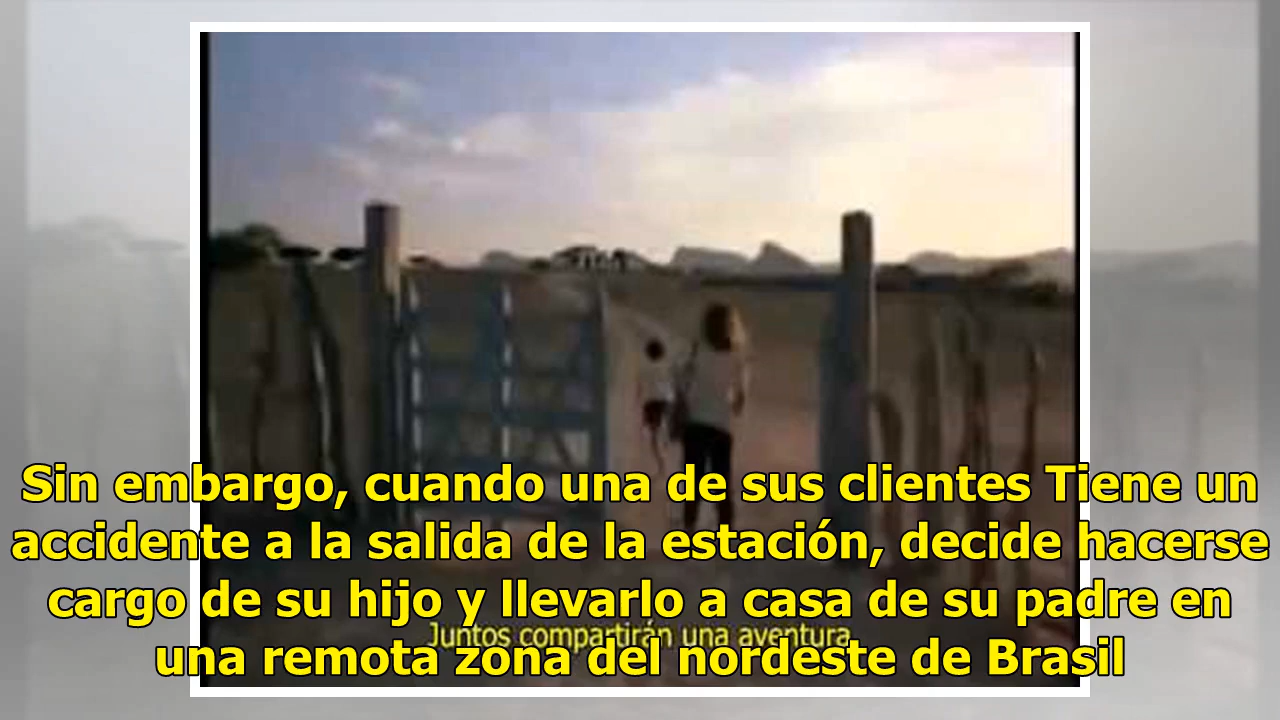 Sin embargo, cuando una de sus clientes Tiene un
accidente a la salida de la estación, decide hacerse
cargo de su hijo y llevarlo a casa de su padre en
Juntos compartirán una aventura
una remota zona del nordeste de Brasil